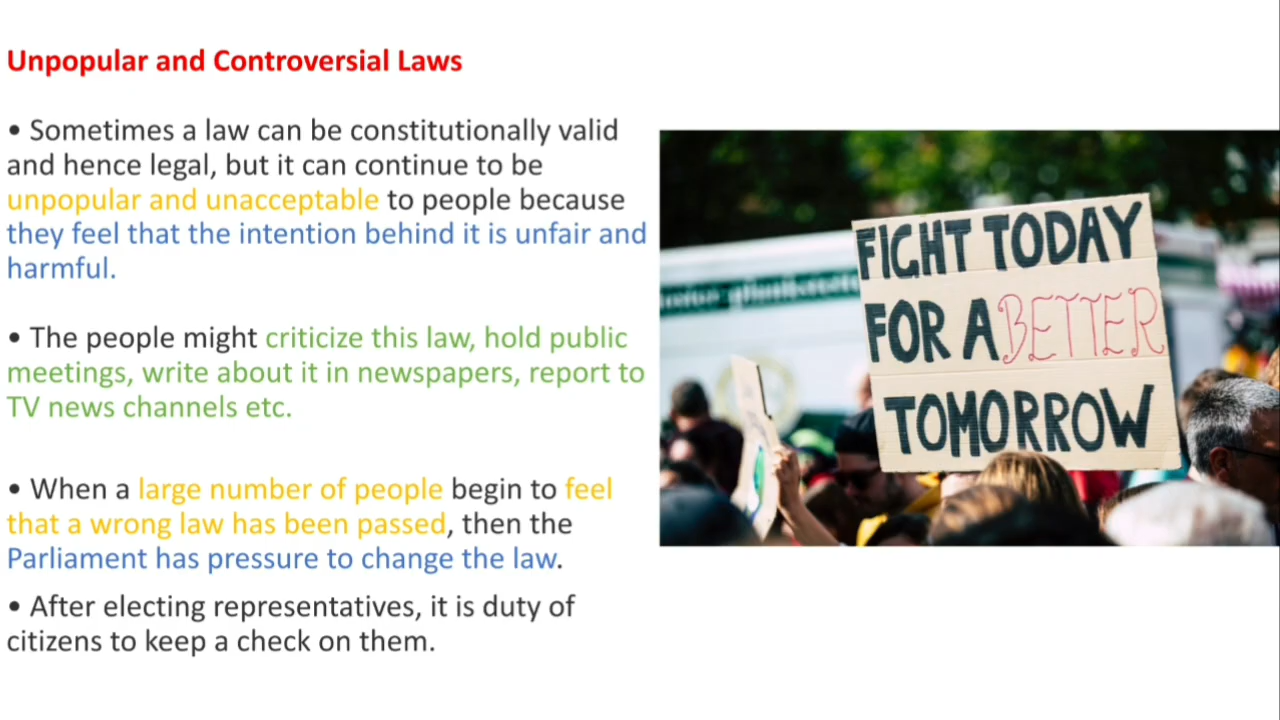 Unpopular and Controversial Laws
• Sometimes a law can be constitutionally valid
and hence legal, but it can continue to be
unpopular and unacceptable to people because
they feel that the intention behind it is unfair and
harmful.
• The people might criticize this law, hold public
meetings, write about it in newspapers, report to
TV news channels etc.
• When a large number of people begin to feel
that a wrong law has been passed, then the
Parliament has pressure to change the law.
• After electing representatives, it is duty of
citizens to keep a check on them.
FIGHT TODAY
FOR A BETTER
TOMORROW